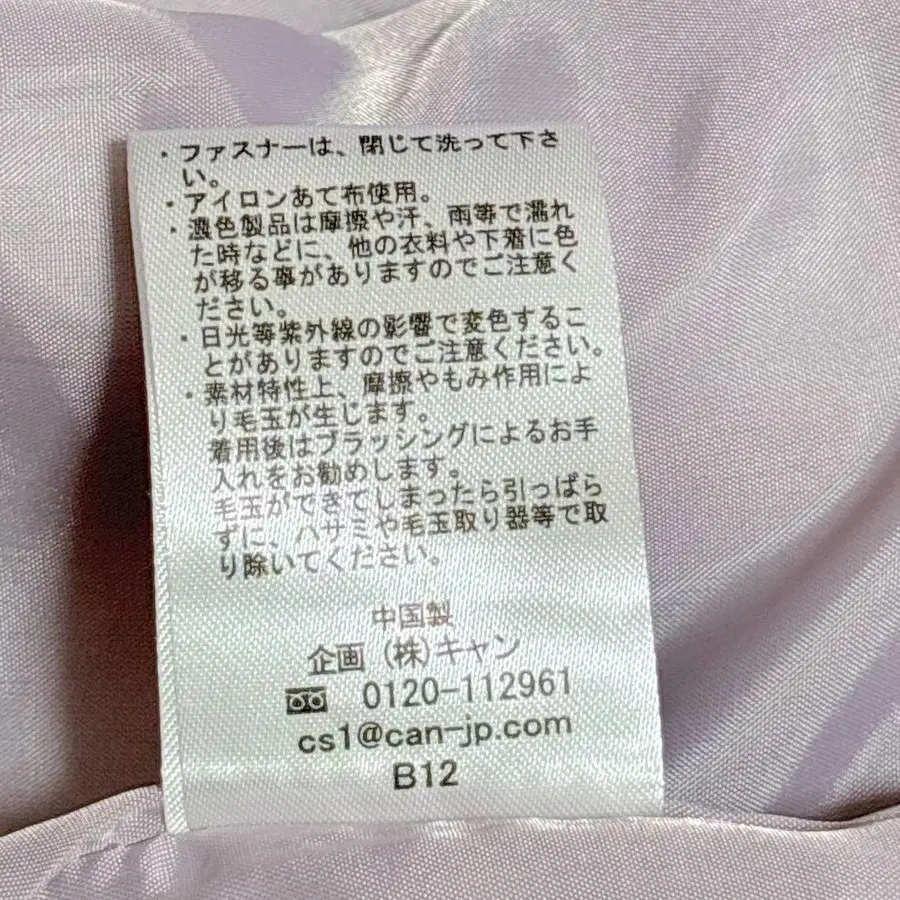 ・ファスナーは、閉じて洗って下さ
い。
・アイロンあて布使用。
・濃色製品は摩擦や汗、雨等で濡れ
た時などに、他の衣料や下着に色
が移る事がありますのでご注意く
ださい。
・日光等紫外線の影響で変色するこ
とがありますのでご注意ください。
・素材特性上、摩擦やもみ作用によ
り毛玉が生じます。
着用後はブラッシングによるお手
入れをお勧めします。
毛玉ができてしまったら引っぱら
ずに、ハサミや毛玉取り器等で取
り除いてください。
中国製
企画 (株)キャン
0120-112961
cs1@can-jp.com
B12